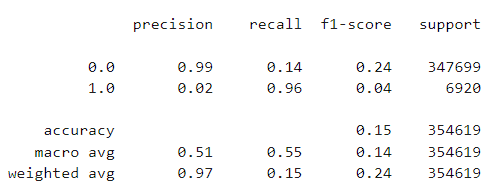 precision recall f1-score support
0.0 0.99 0.14 0.24 347699
1.0 0.02 0.96 0.04 6920
accuracy 0.15 354619
macro avg 0.51 0.55 0.14 354619
weighted avg 0.97 0.15 0.24 354619